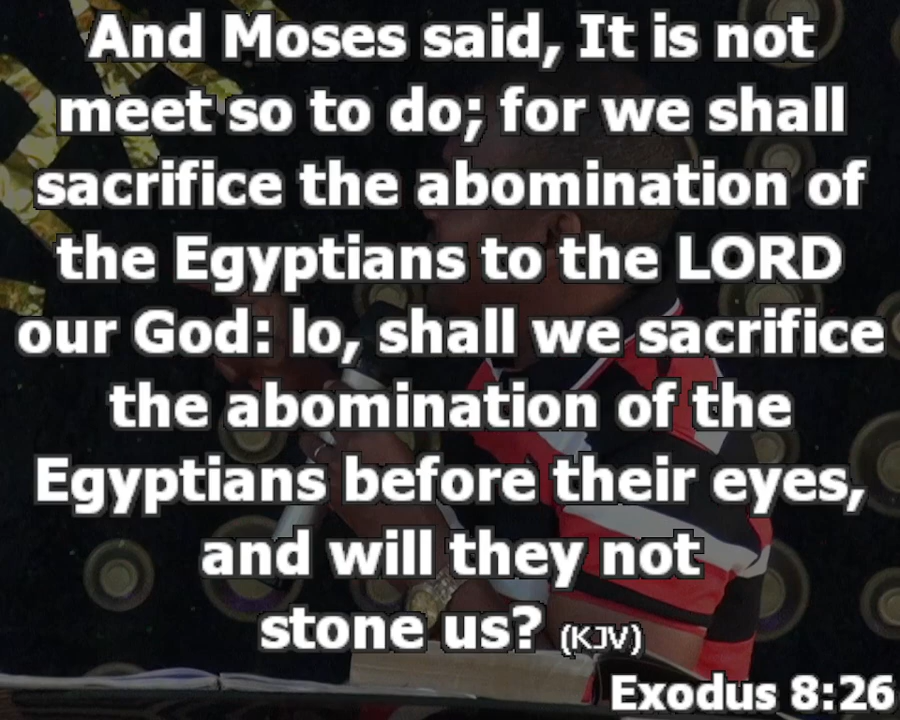 And Moses said, It is not
meet so to do; for we shall
sacrifice the abomination of
the Egyptians to the LORD
our God: lo, shall we sacrifice
the abomination of the
Egyptians before their eyes,
and will they not
stone us? (KJV)
Exodus 8:26